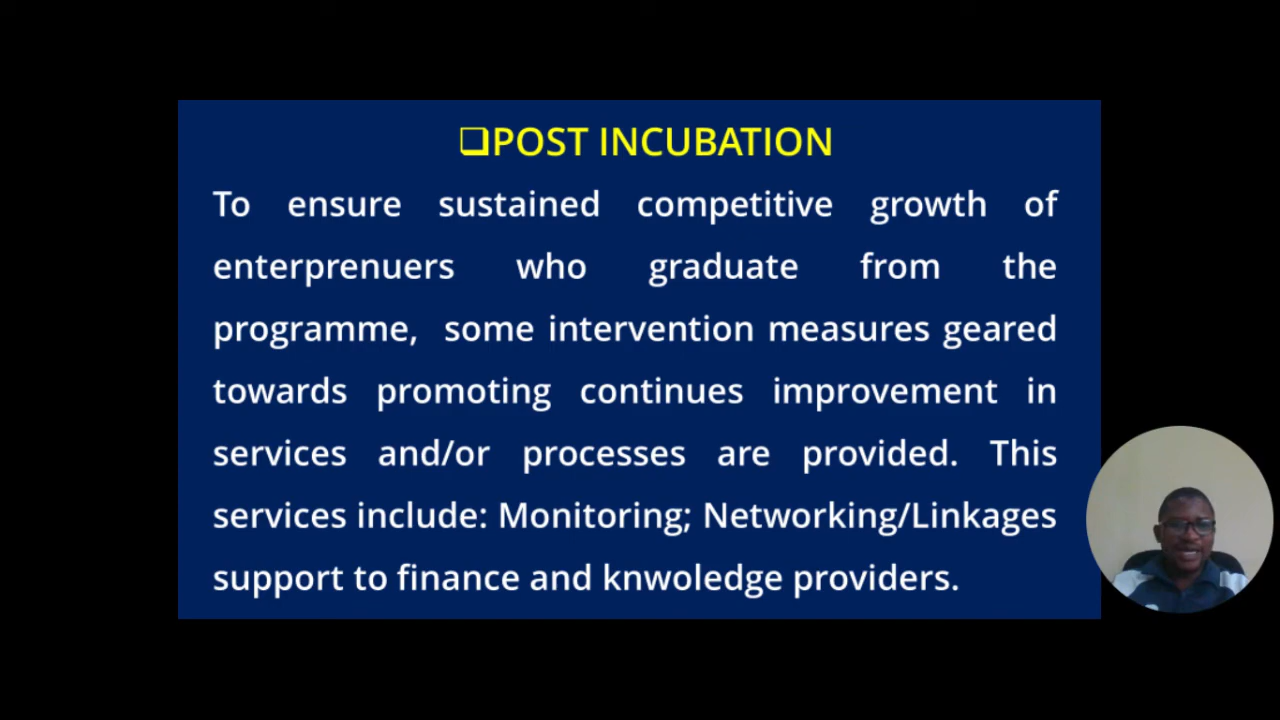 ❑POST INCUBATION
To ensure sustained competitive growth of
enterprenuers who graduate from the
programme, some intervention measures geared
towards promoting continues improvement in
services and/or processes are provided. This
services include: Monitoring; Networking/Linkages
support to finance and knwoledge providers.